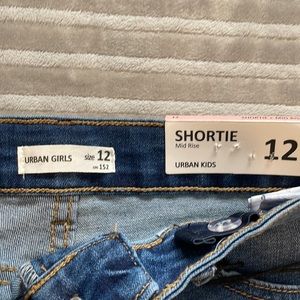 SHORTIE
Mid Rise
URBAN KIDS
12
URBAN GIRLS
size 12
cm 152